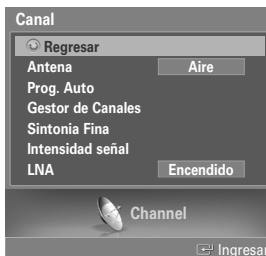 Canal
Regresar
Antena Aire
Prog. Auto
Gestor de Canales
Sintonia Fina
Intensidad señal
LNA Encendido
Channel
Ingresar